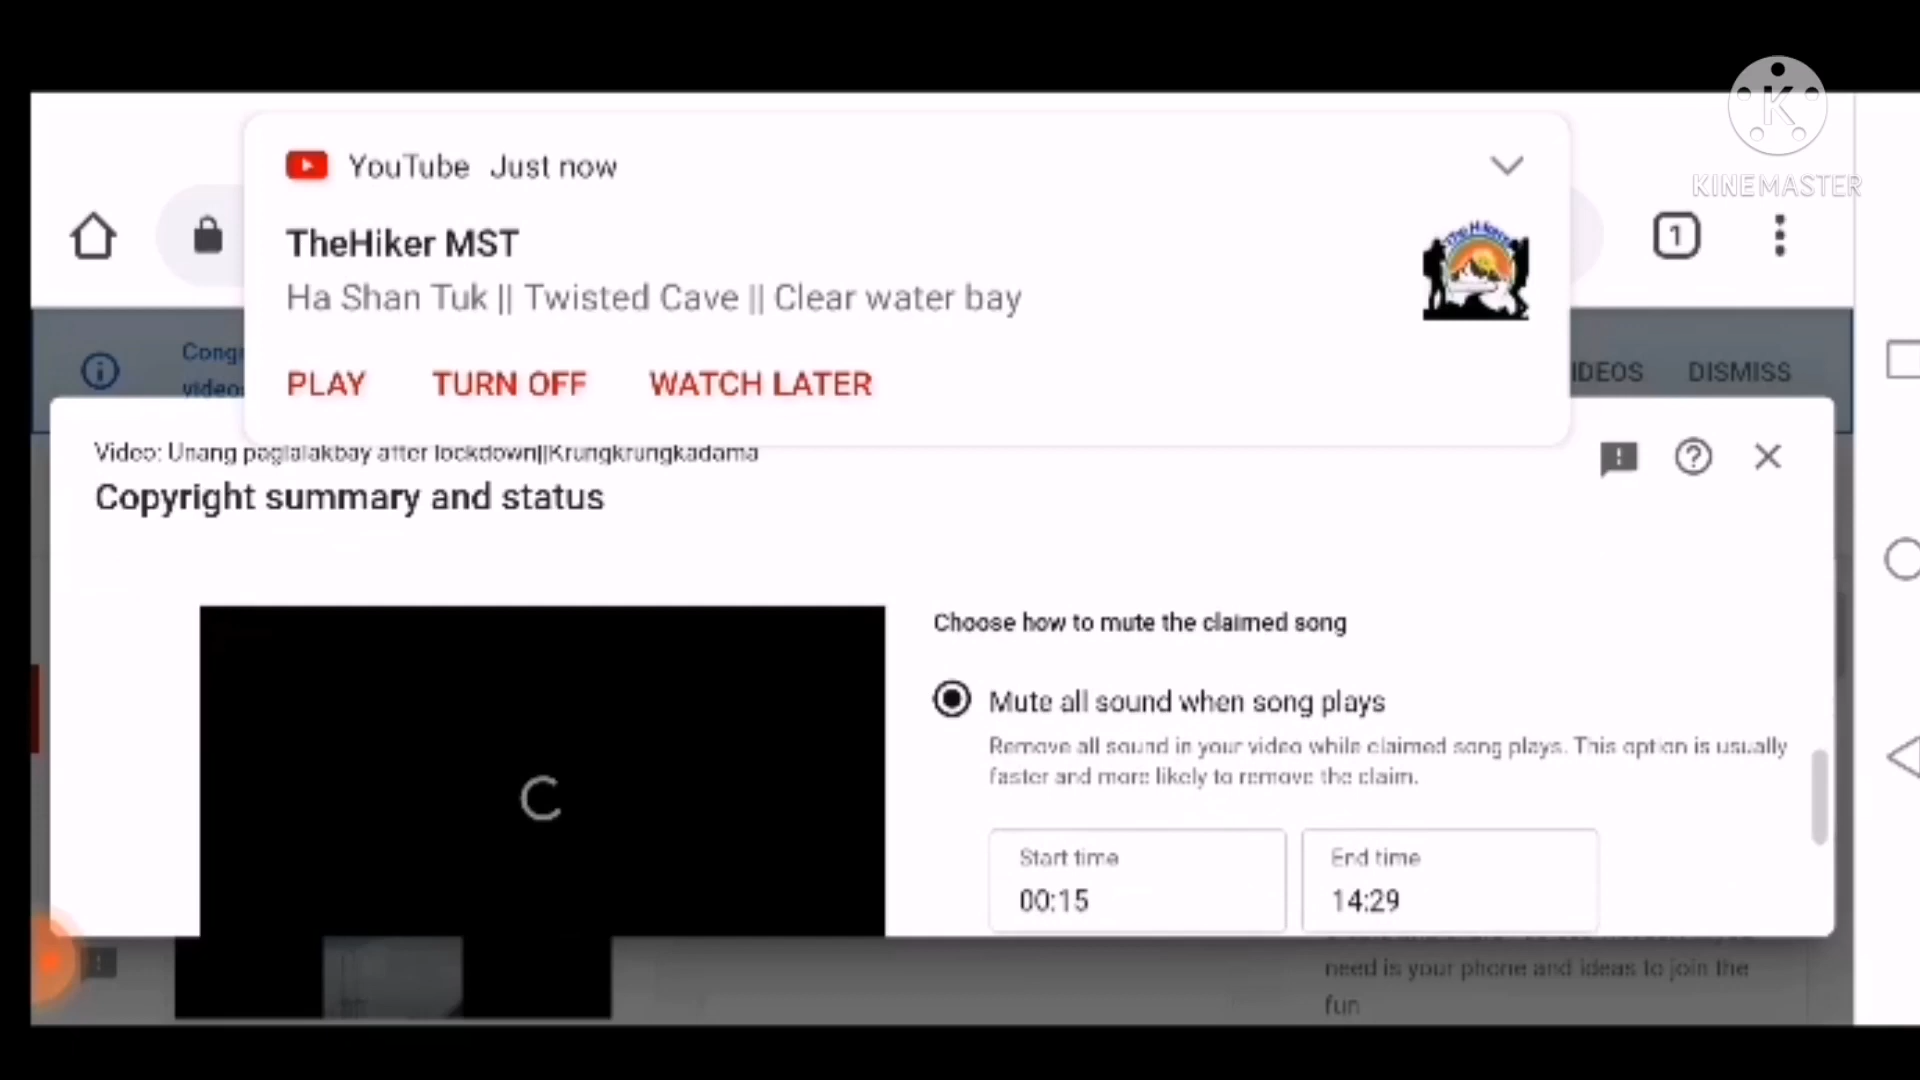 K
KINEMASTER
YouTube Just now
TheHiker MST
Ha Shan Tuk || Twisted Cave || Clear water bay
PLAY TURN OFF WATCH LATER
1
IDEOS DISMISS
Video: Unang paglalakbay after lockdown||Krungkrungkadama
Copyright summary and status
Choose how to mute the claimed song
Mute all sound when song plays
Remove all sound in your video while claimed song plays. This option is usually
faster and more likely to remove the claim.
Start time
00:15
End time
14:29
need is your phone and ideas to join the
fun